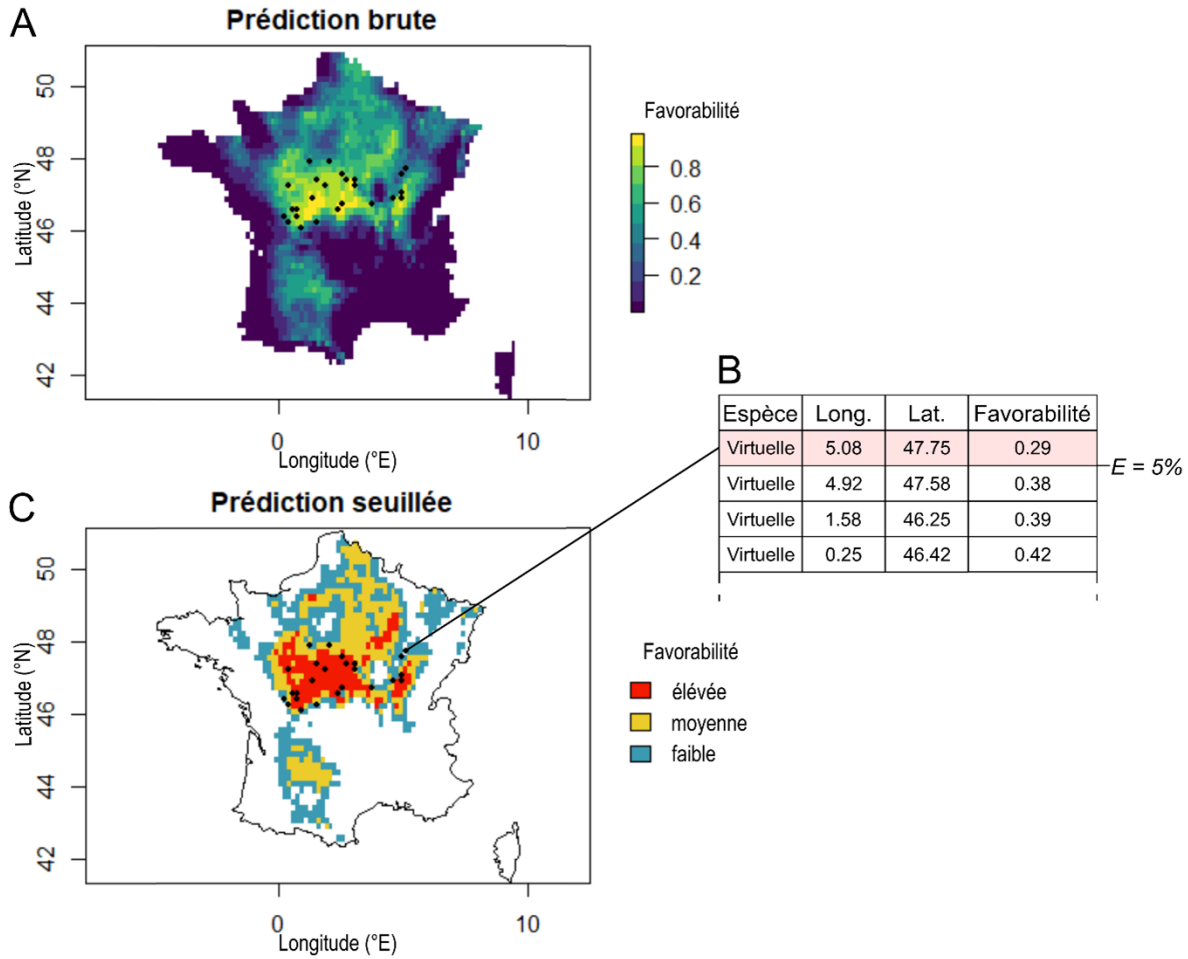 A
Prédiction brute
50
48
46
44
42
Latitude (°N)
0
10
Longitude (°E)
Favorabilité
0.8
0.6
0.4
0.2
B
Espèce Long. Lat. Favorabilité
Virtuelle 5.08 47.75 0.29
E = 5%
Virtuelle 4.92 47.58 0.38
Virtuelle 1.58 46.25 0.39
Virtuelle 0.25 46.42 0.42
C
Prédiction seuillée
50
48
46
44
42
Latitude (°N)
0
10
Longitude (°E)
Favorabilité
élévée
moyenne
faible